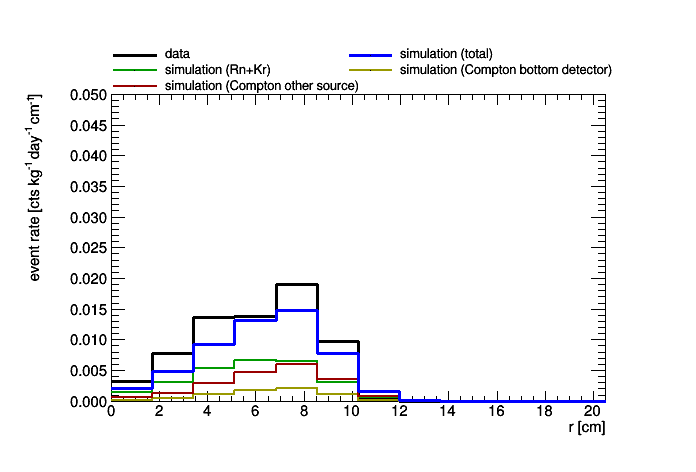 data
simulation (total)
simulation (Rn+Kr)
simulation (Compton bottom detector)
simulation (Compton other source)
event rate [cts kg⁻¹ day⁻¹ cm⁻¹]
0.050
0.045
0.040
0.035
0.030
0.025
0.020
0.015
0.010
0.005
0.000
0 2 4 6 8 10 12 14 16 18 20
r [cm]